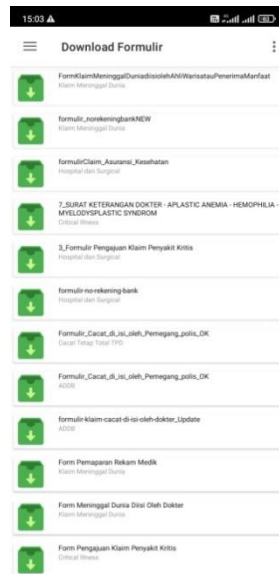 15:03
Download Formulir
FormKlaimMeninggalDuniadiisiolehAhliWarisatauPenerimaManfaat
Klaim Meninggal Dunia
formulir_norekeningbankNEW
Klaim Meninggal Dunia
formulirClaim_Asuransi_Kesehatan
Hospital dan Surgical
7_SURAT KETERANGAN DOKTER - APLASTIC ANEMIA - HEMOPHILIA -
MYELODYSPLASTIC SYNDROM
Critical Illness
3_Formulir Pengajuan Klaim Penyakit Kritis
Hospital dan Surgical
formulir-no-rekening-bank
Hospital dan Surgical
Formulir_Cacat_di_isi_oleh_Pemegang_polis_OK
Cacat Tetap Total TPD
Formulir_Cacat_di_isi_oleh_Pemegang_polis_OK
ADDB
formulir-klaim-cacat-di-isi-oleh-dokter_Update
ADDB
Form Pemaparan Rekam Medik
Klaim Meninggal Dunia
Form Meninggal Dunia Diisi Oleh Dokter
Klaim Meninggal Dunia
Form Pengajuan Klaim Penyakit Kritis
Critical Illness